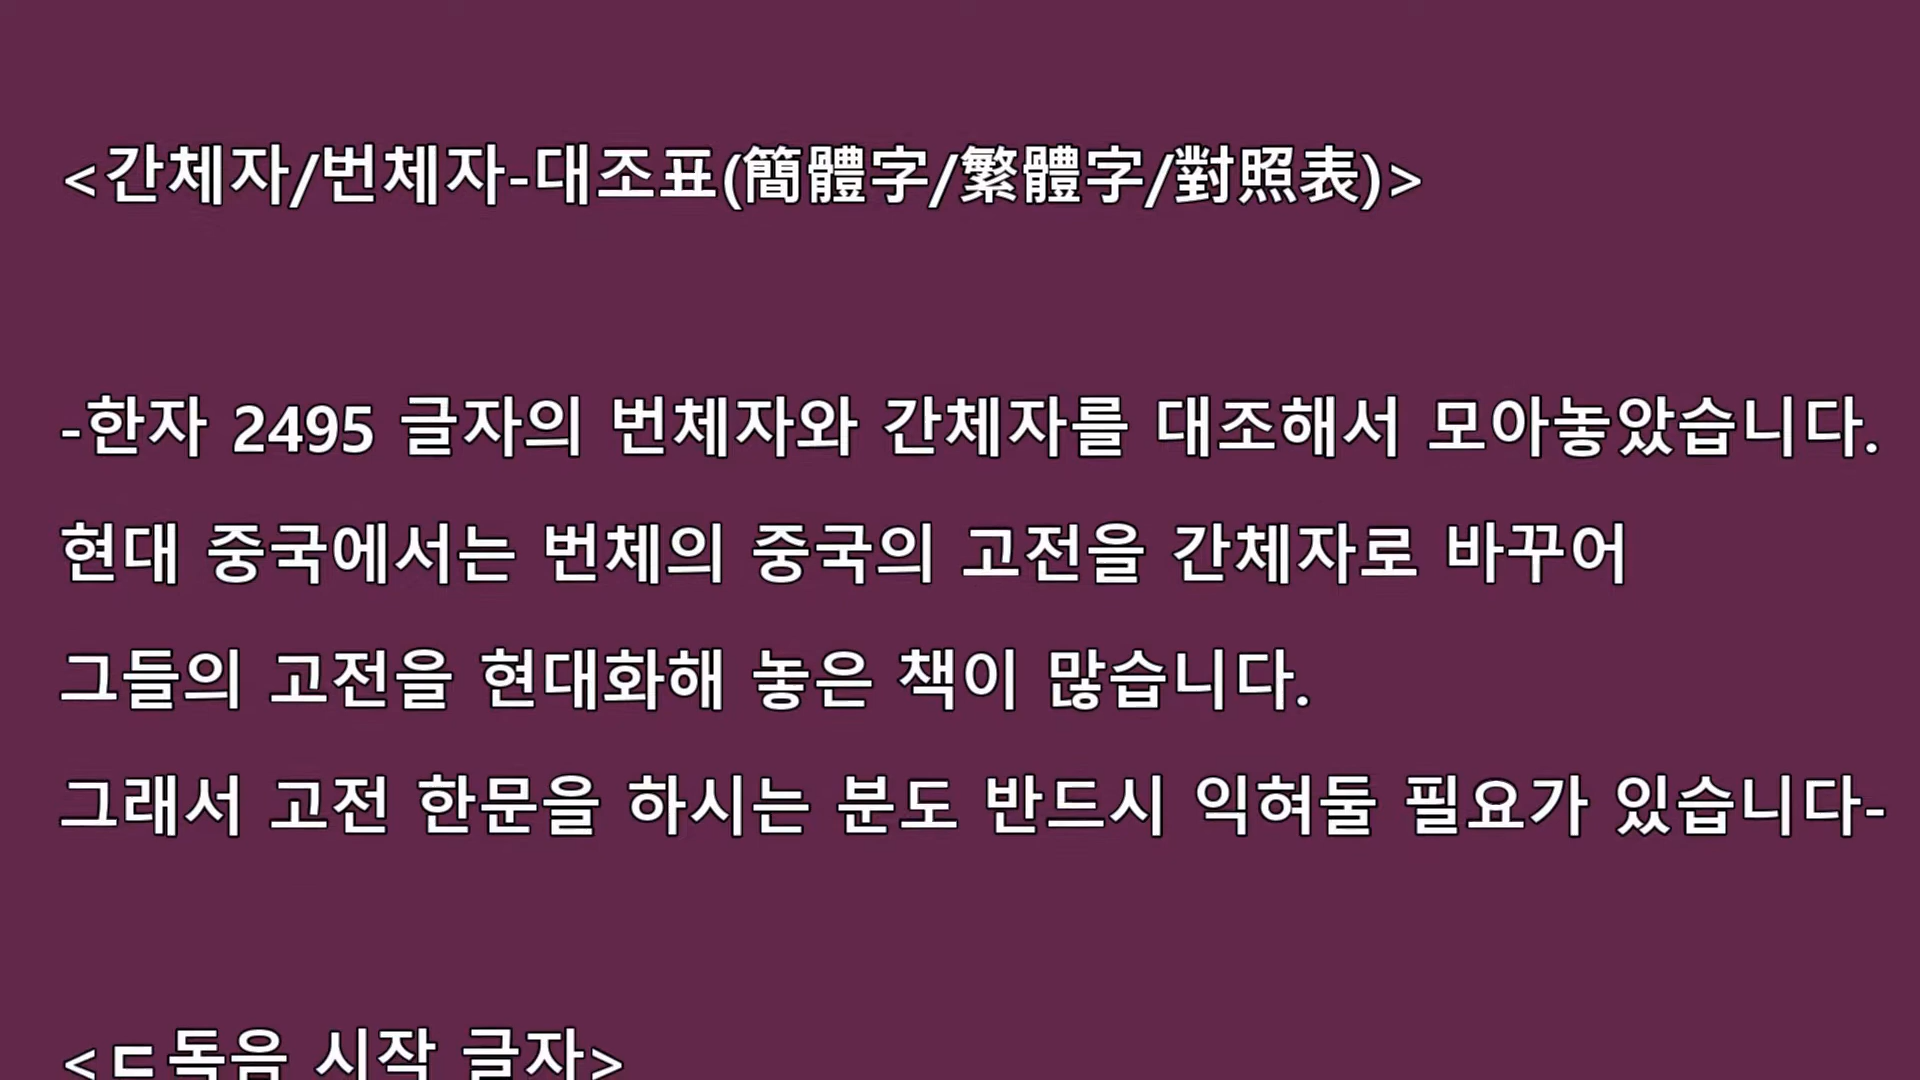 <간체자/번체자-대조표(簡體字/繁體字/對照表)>
-한자 2495 글자의 번체자와 간체자를 대조해서 모아놓았습니다.
현대 중국에서는 번체의 중국의 고전을 간체자로 바꾸어
그들의 고전을 현대화해 놓은 책이 많습니다.
그래서 고전 한문을 하시는 분도 반드시 익혀둘 필요가 있습니다-
<ㄷ독음 시작 글자>